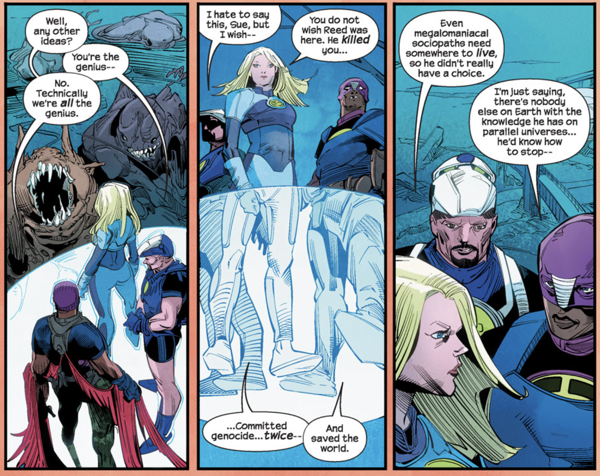 Well,
any other
ideas?
You're the
genius--
No.
Technically
we're all the
genius.
I hate to say
this, Sue, but
I wish--
You do not
wish Reed was
here. He killed
you...
...Committed
genocide...twice--
And
saved the
world.
Even
megalomaniacal
sociopaths need
somewhere to live,
so he didn't really
have a choice.
I'm just saying,
there's nobody
else on Earth with the
knowledge he has on
parallel universes...
he'd know how
to stop--